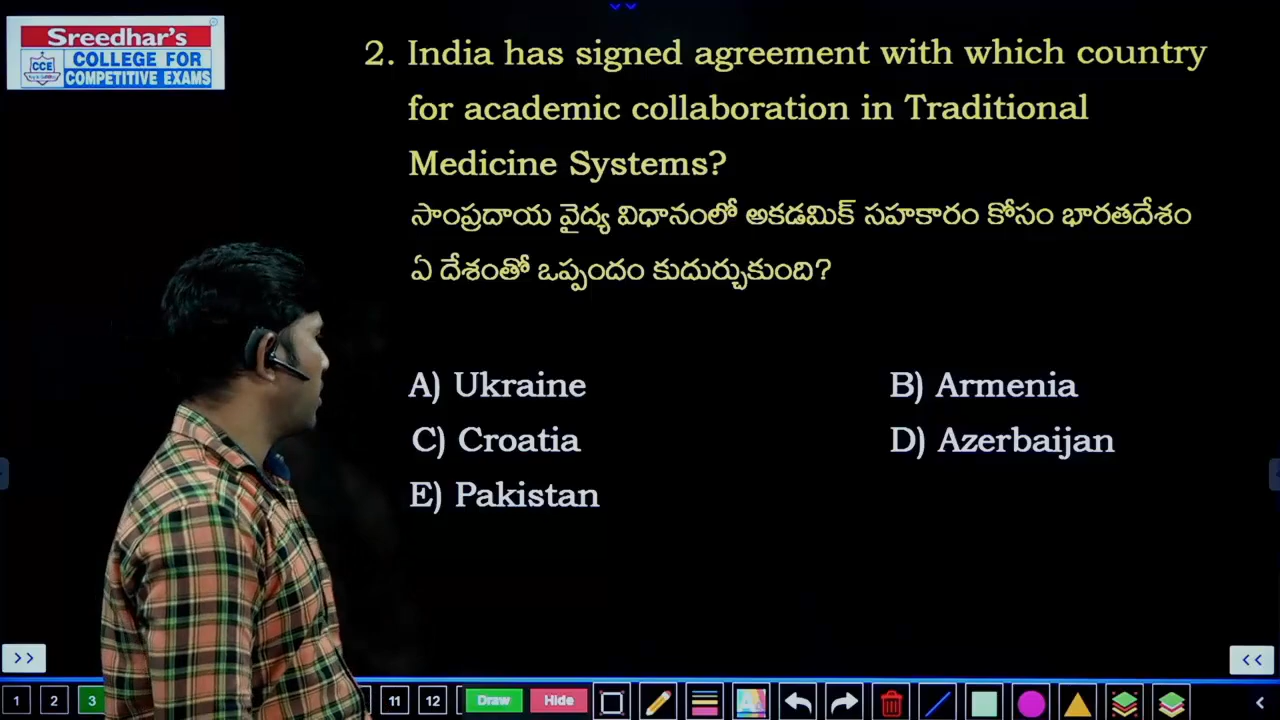 Sreedhar's
CCE
COLLEGE FOR
COMPETITIVE EXAMS
2. India has signed agreement with which country
for academic collaboration in Traditional
Medicine Systems?
సాంప్రదాయ వైద్య విధానంలో అకడమిక్ సహకారం కోసం భారతదేశం
ఏ దేశంతో ఒప్పందం కుదుర్చుకుంది?
A) Ukraine
B) Armenia
C) Croatia
D) Azerbaijan
E) Pakistan
>> <<
1 2 3 11 12 Draw Hide